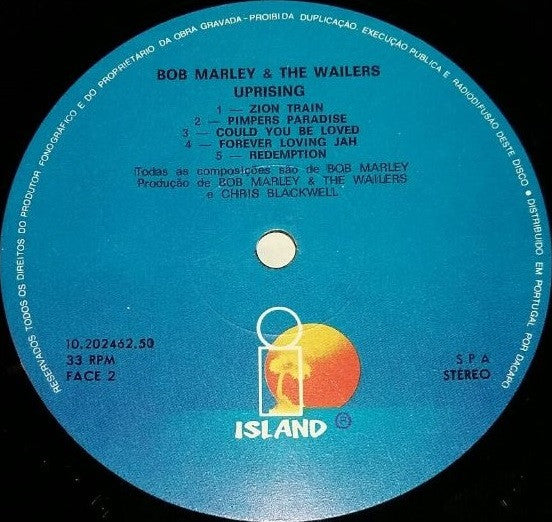 RESERVADOS TODOS OS DIREITOS DO PRODUTOR FONOGRÁFICO E DO PROPRIETARIO DA OBRA GRAVADA-PROIBIDA DUPLICAÇÃO, EXECUÇÃO PUBLICA E RADIODIFUSÃO DESTE DISCO • DISTRIBUIDO EM PORTUGAL POR DACAPO
BOB MARLEY & THE WAILERS
UPRISING
1 — ZION TRAIN
2 — PIMPERS PARADISE
3 — COULD YOU BE LOVED
4 — FOREVER LOVING JAH
5 — REDEMPTION
Todas as composições são de BOB MARLEY
Produção de BOB MARLEY & THE WAILERS
e CHRIS BLACKWELL
10.202462.50
33 RPM
FACE 2
S P A
STEREO
i
ISLAND